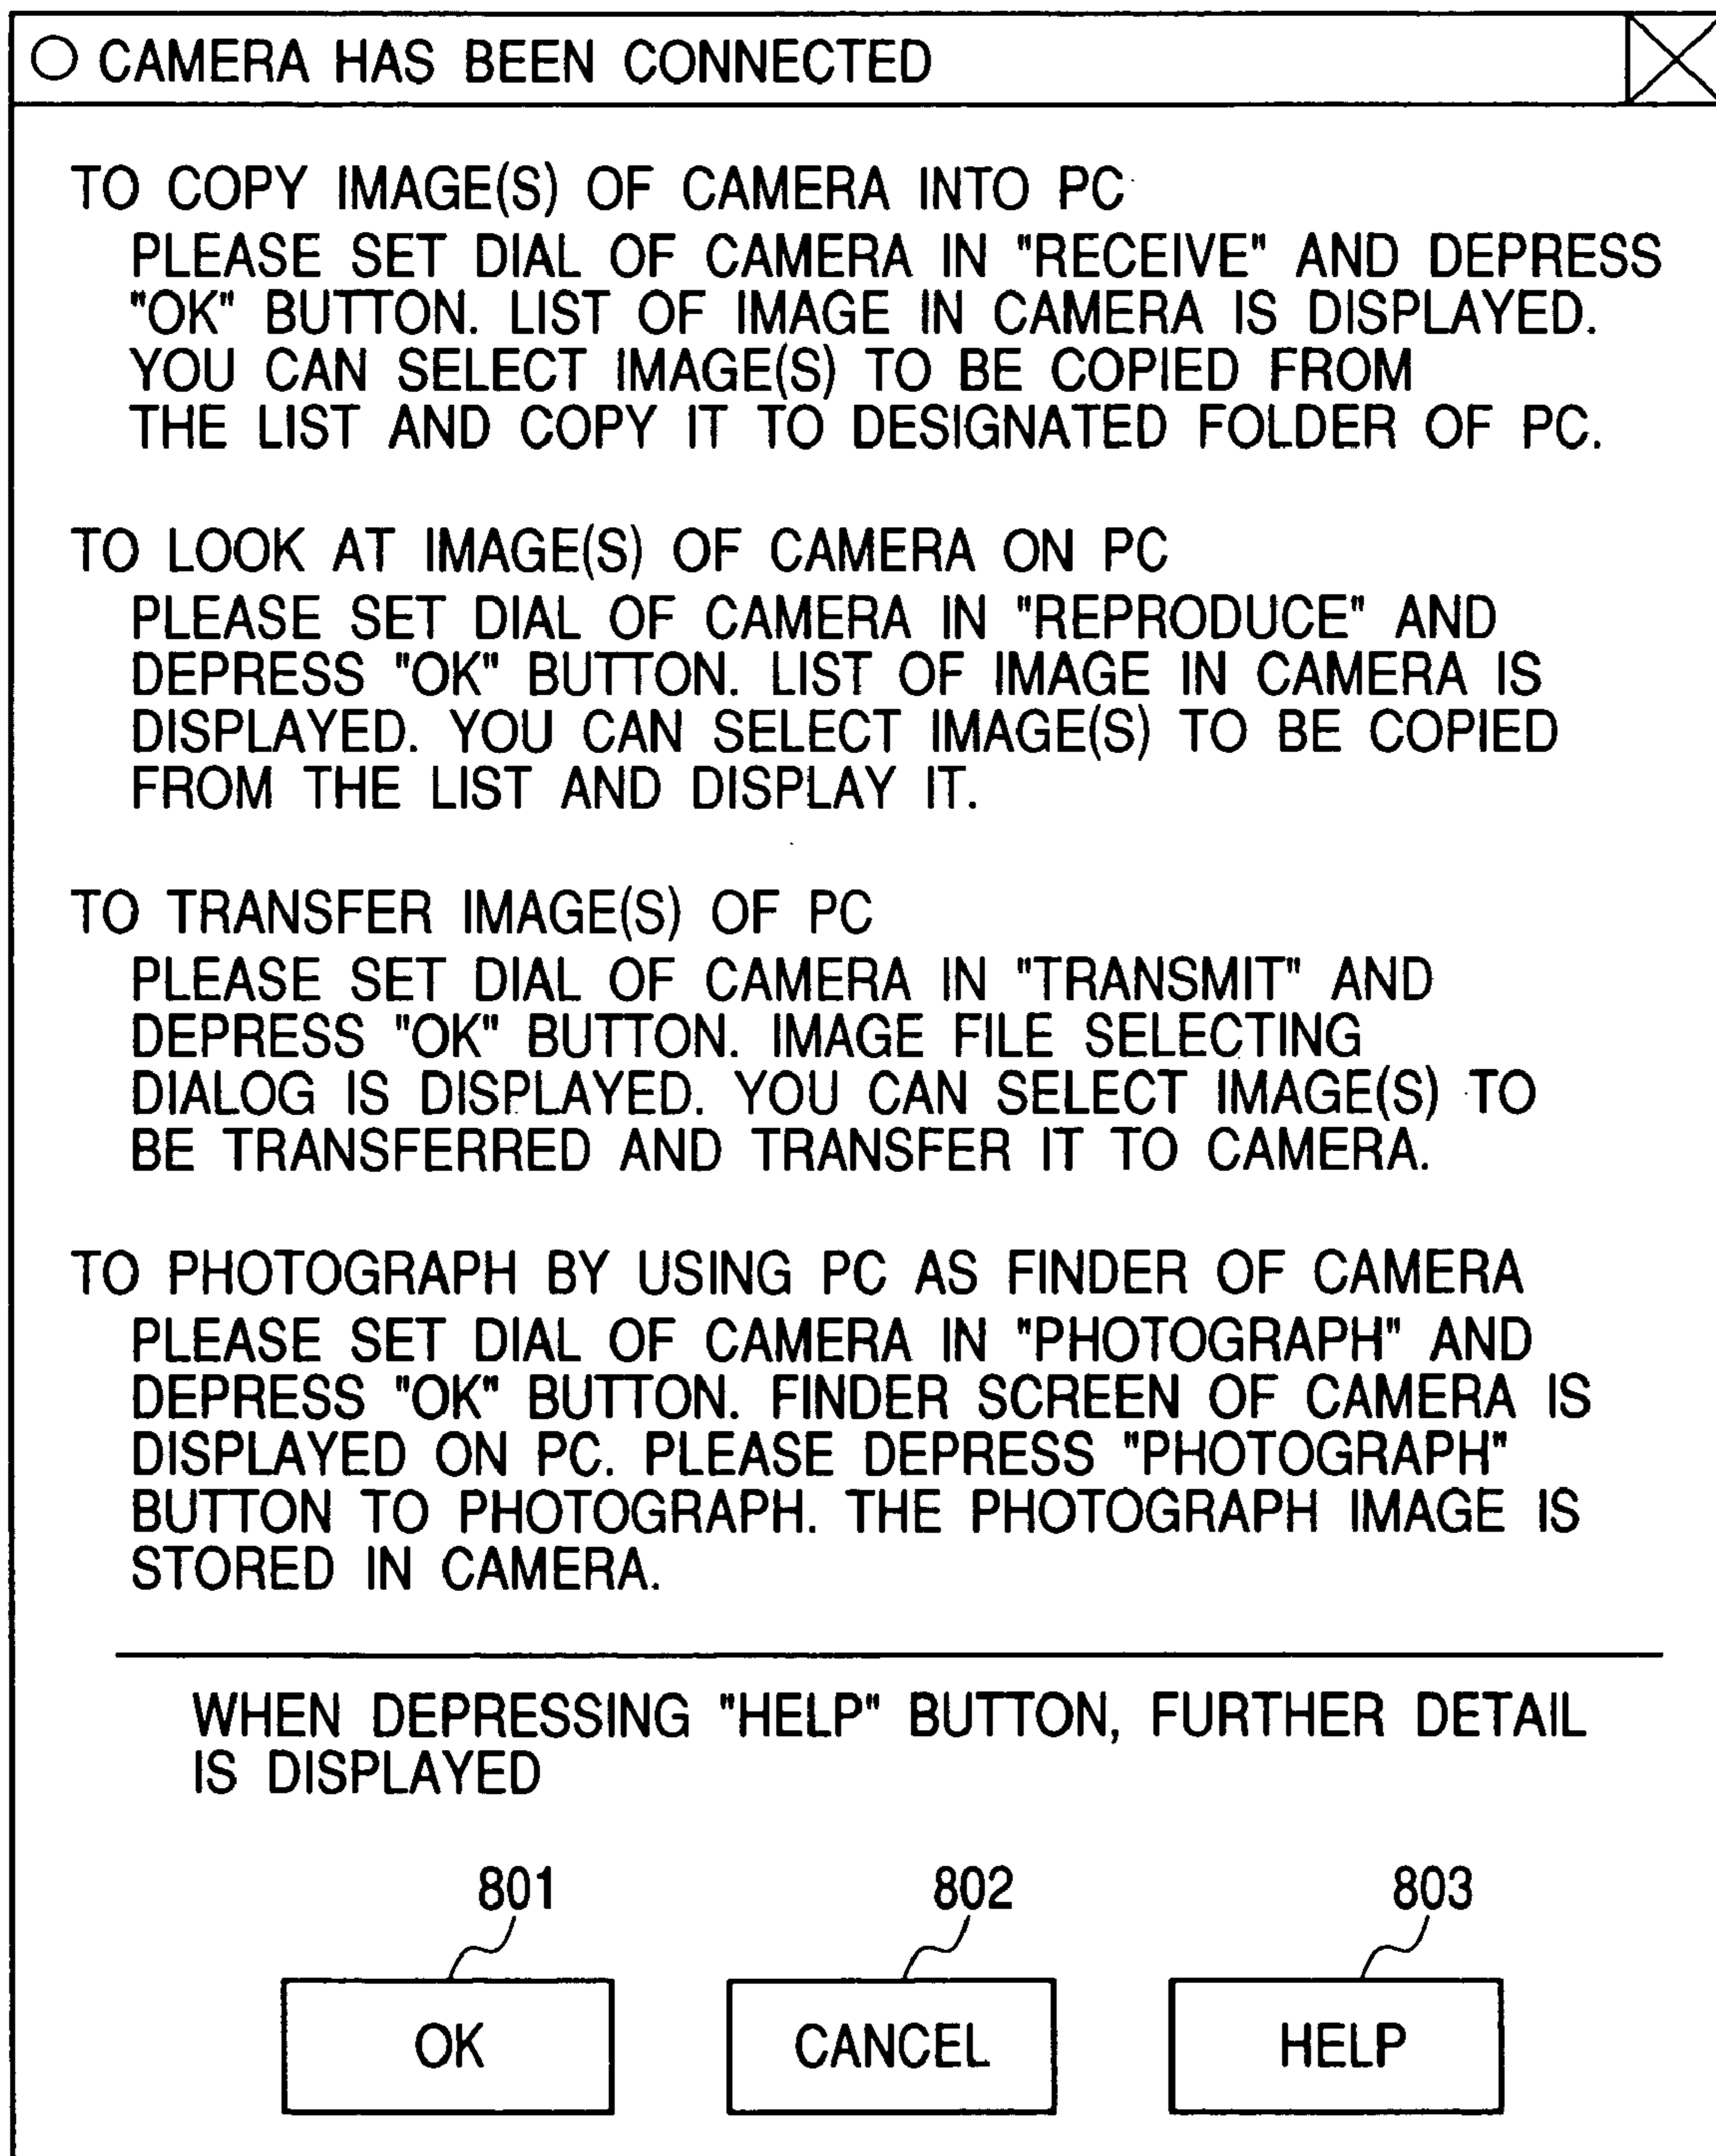 CAMERA HAS BEEN CONNECTED
TO COPY IMAGE(S) OF CAMERA INTO PC
PLEASE SET DIAL OF CAMERA IN "RECEIVE" AND DEPRESS
"OK" BUTTON. LIST OF IMAGE IN CAMERA IS DISPLAYED.
YOU CAN SELECT IMAGE(S) TO BE COPIED FROM
THE LIST AND COPY IT TO DESIGNATED FOLDER OF PC.
TO LOOK AT IMAGE(S) OF CAMERA ON PC
PLEASE SET DIAL OF CAMERA IN "REPRODUCE" AND
DEPRESS "OK" BUTTON. LIST OF IMAGE IN CAMERA IS
DISPLAYED. YOU CAN SELECT IMAGE(S) TO BE COPIED
FROM THE LIST AND DISPLAY IT.
TO TRANSFER IMAGE(S) OF PC
PLEASE SET DIAL OF CAMERA IN "TRANSMIT" AND
DEPRESS "OK" BUTTON. IMAGE FILE SELECTING
DIALOG IS DISPLAYED. YOU CAN SELECT IMAGE(S) TO
BE TRANSFERRED AND TRANSFER IT TO CAMERA.
TO PHOTOGRAPH BY USING PC AS FINDER OF CAMERA
PLEASE SET DIAL OF CAMERA IN "PHOTOGRAPH" AND
DEPRESS "OK" BUTTON. FINDER SCREEN OF CAMERA IS
DISPLAYED ON PC. PLEASE DEPRESS "PHOTOGRAPH"
BUTTON TO PHOTOGRAPH. THE PHOTOGRAPH IMAGE IS
STORED IN CAMERA.
WHEN DEPRESSING "HELP" BUTTON, FURTHER DETAIL
IS DISPLAYED
801 802 803
OK CANCEL HELP